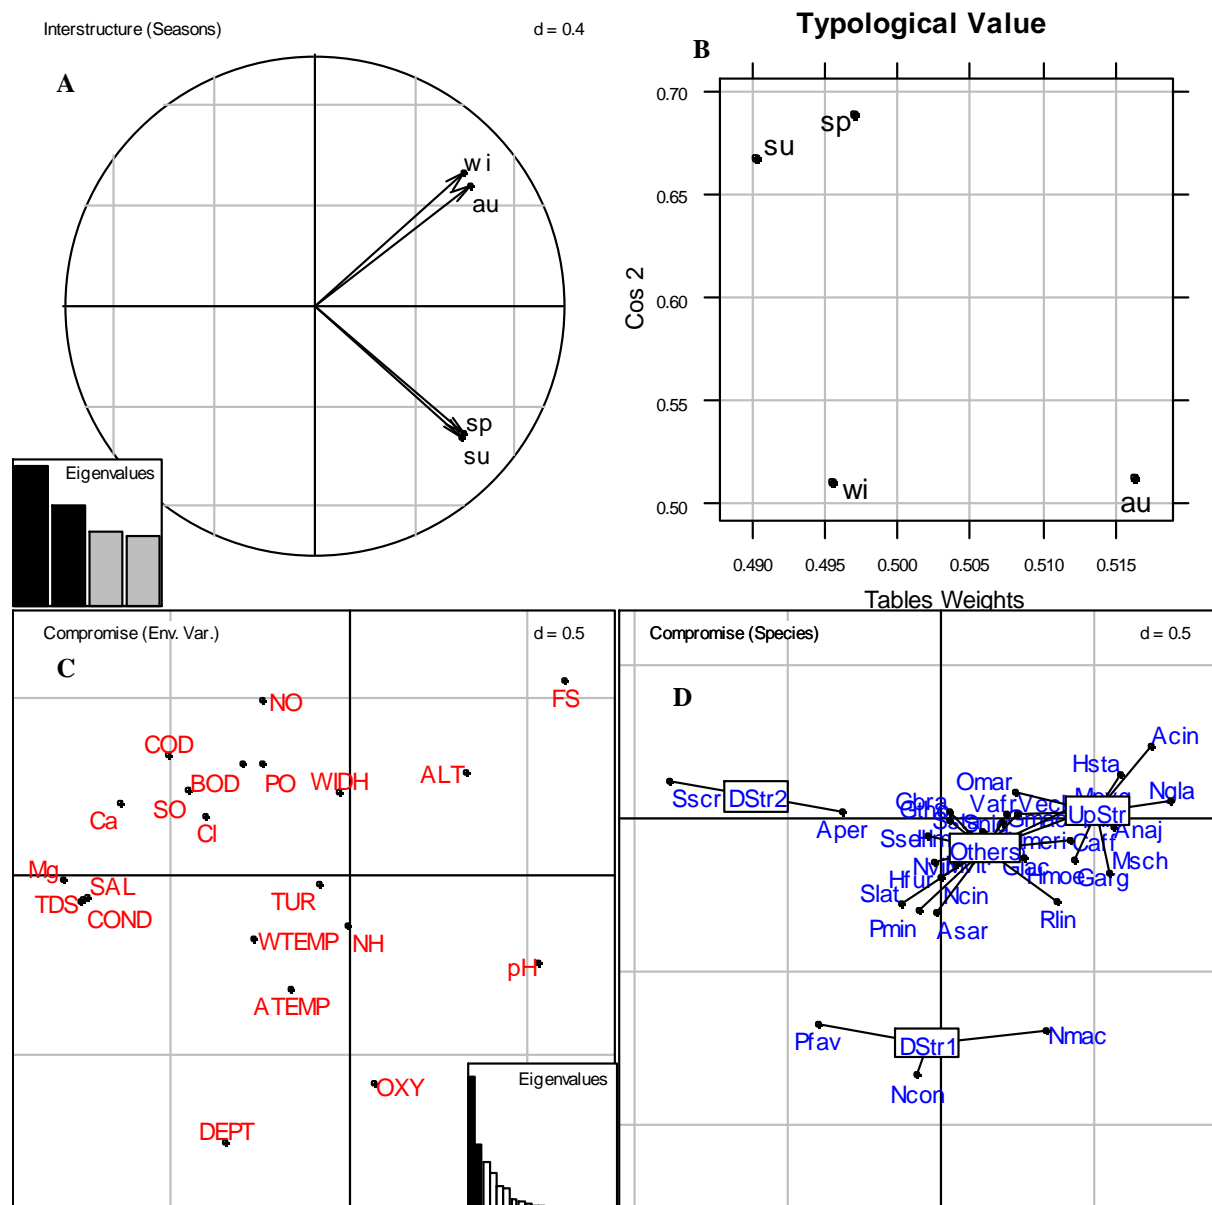 Interstructure (Seasons)
d = 0.4
A
wi
au
sp
su
Eigenvalues
Typological Value
B
0.70
0.65
0.60
0.55
0.50
Cos 2
sp
su
wi
au
0.490
0.495
0.500
0.505
0.510
0.515
Tables Weights
Compromise (Env. Var.)
d = 0.5
C
FS
NO
COD
BOD
PO
WIDH
ALT
SO
Ca
Cl
Mg
SAL
TDS
COND
TUR
WTEMP
NH
pH
ATEMP
OXY
DEPT
Eigenvalues
Compromise (Species)
d = 0.5
D
Acin
Hsta
Ngla
Omar
Sscr
DStr2
Aper
Vafr
UpStr
Anaj
Others
Caff
Msch
Garg
Hmoe
Hfur
Slat
Ncin
Pmin
Asar
Rlin
Pfav
DStr1
Nmac
Ncon